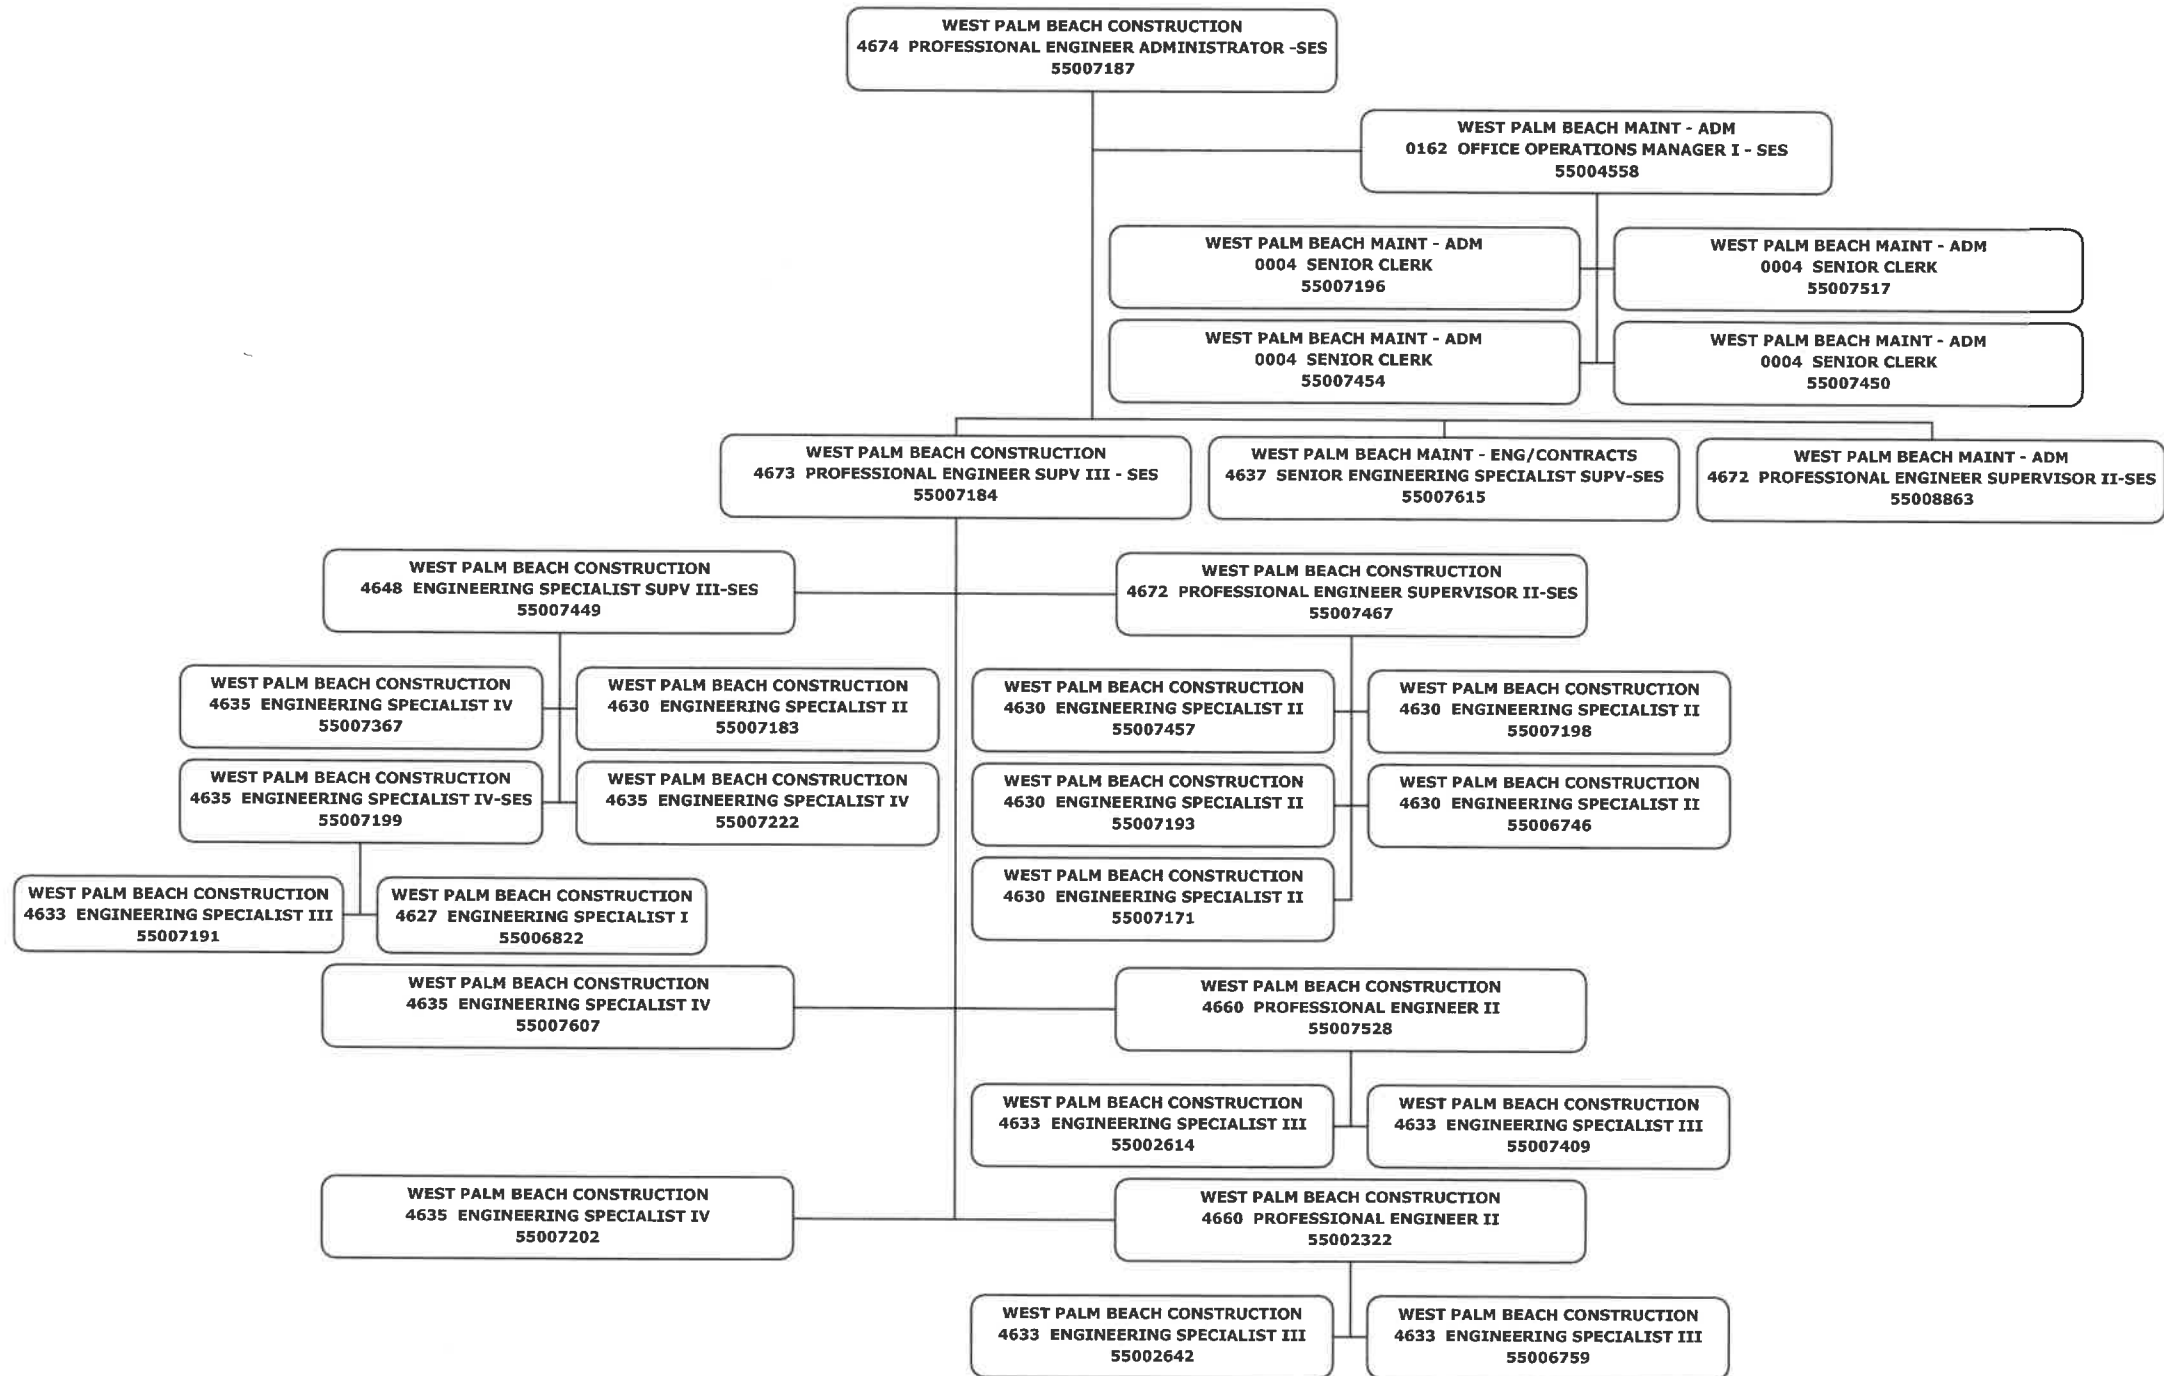 WEST PALM BEACH CONSTRUCTION
4674 PROFESSIONAL ENGINEER ADMINISTRATOR -SES
55007187
WEST PALM BEACH MAINT - ADM
0162 OFFICE OPERATIONS MANAGER I - SES
55004558
WEST PALM BEACH MAINT - ADM
0004 SENIOR CLERK
55007196
WEST PALM BEACH MAINT - ADM
0004 SENIOR CLERK
55007517
WEST PALM BEACH MAINT - ADM
0004 SENIOR CLERK
55007454
WEST PALM BEACH MAINT - ADM
0004 SENIOR CLERK
55007450
WEST PALM BEACH CONSTRUCTION
4673 PROFESSIONAL ENGINEER SUPV III - SES
55007184
WEST PALM BEACH MAINT - ENG/CONTRACTS
4637 SENIOR ENGINEERING SPECIALIST SUPV-SES
55007615
WEST PALM BEACH MAINT - ADM
4672 PROFESSIONAL ENGINEER SUPERVISOR II-SES
55008863
WEST PALM BEACH CONSTRUCTION
4648 ENGINEERING SPECIALIST SUPV III-SES
55007449
WEST PALM BEACH CONSTRUCTION
4672 PROFESSIONAL ENGINEER SUPERVISOR II-SES
55007467
WEST PALM BEACH CONSTRUCTION
4635 ENGINEERING SPECIALIST IV
55007367
WEST PALM BEACH CONSTRUCTION
4630 ENGINEERING SPECIALIST II
55007183
WEST PALM BEACH CONSTRUCTION
4630 ENGINEERING SPECIALIST II
55007457
WEST PALM BEACH CONSTRUCTION
4630 ENGINEERING SPECIALIST II
55007198
WEST PALM BEACH CONSTRUCTION
4635 ENGINEERING SPECIALIST IV-SES
55007199
WEST PALM BEACH CONSTRUCTION
4635 ENGINEERING SPECIALIST IV
55007222
WEST PALM BEACH CONSTRUCTION
4630 ENGINEERING SPECIALIST II
55007193
WEST PALM BEACH CONSTRUCTION
4630 ENGINEERING SPECIALIST II
55006746
WEST PALM BEACH CONSTRUCTION
4633 ENGINEERING SPECIALIST III
55007191
WEST PALM BEACH CONSTRUCTION
4627 ENGINEERING SPECIALIST I
55006822
WEST PALM BEACH CONSTRUCTION
4630 ENGINEERING SPECIALIST II
55007171
WEST PALM BEACH CONSTRUCTION
4635 ENGINEERING SPECIALIST IV
55007607
WEST PALM BEACH CONSTRUCTION
4660 PROFESSIONAL ENGINEER II
55007528
WEST PALM BEACH CONSTRUCTION
4633 ENGINEERING SPECIALIST III
55002614
WEST PALM BEACH CONSTRUCTION
4633 ENGINEERING SPECIALIST III
55007409
WEST PALM BEACH CONSTRUCTION
4635 ENGINEERING SPECIALIST IV
55007202
WEST PALM BEACH CONSTRUCTION
4660 PROFESSIONAL ENGINEER II
55002322
WEST PALM BEACH CONSTRUCTION
4633 ENGINEERING SPECIALIST III
55002642
WEST PALM BEACH CONSTRUCTION
4633 ENGINEERING SPECIALIST III
55006759